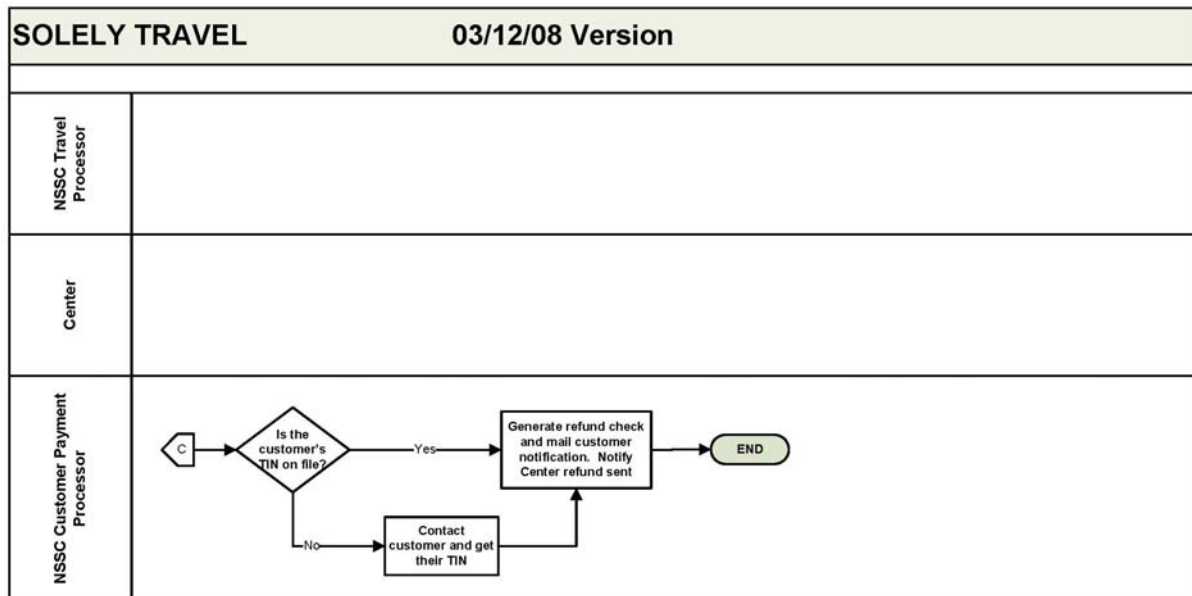 SOLELY TRAVEL 03/12/08 Version
NSSC Travel
Processor
Center
NSSC Customer Payment
Processor
C
Is the
customer's
TIN on file?
Yes
Generate refund check
and mail customer
notification. Notify
Center refund sent
END
No
Contact
customer and get
their TIN